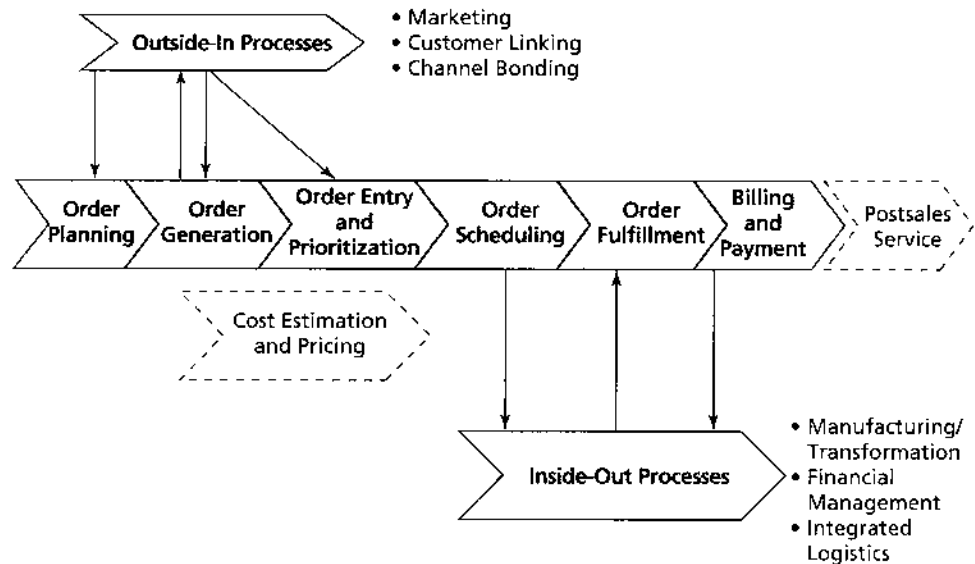 Outside-In Processes
• Marketing
• Customer Linking
• Channel Bonding
Order
Planning
Order
Generation
Order Entry
and
Prioritization
Order
Scheduling
Order
Fulfillment
Billing
and
Payment
Postsales
Service
Cost Estimation
and Pricing
Inside-Out Processes
• Manufacturing/
Transformation
• Financial
Management
• Integrated
Logistics